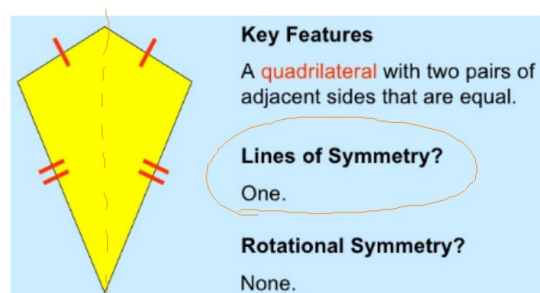 Key Features
A quadrilateral with two pairs of
adjacent sides that are equal.
Lines of Symmetry?
One.
Rotational Symmetry?
None.